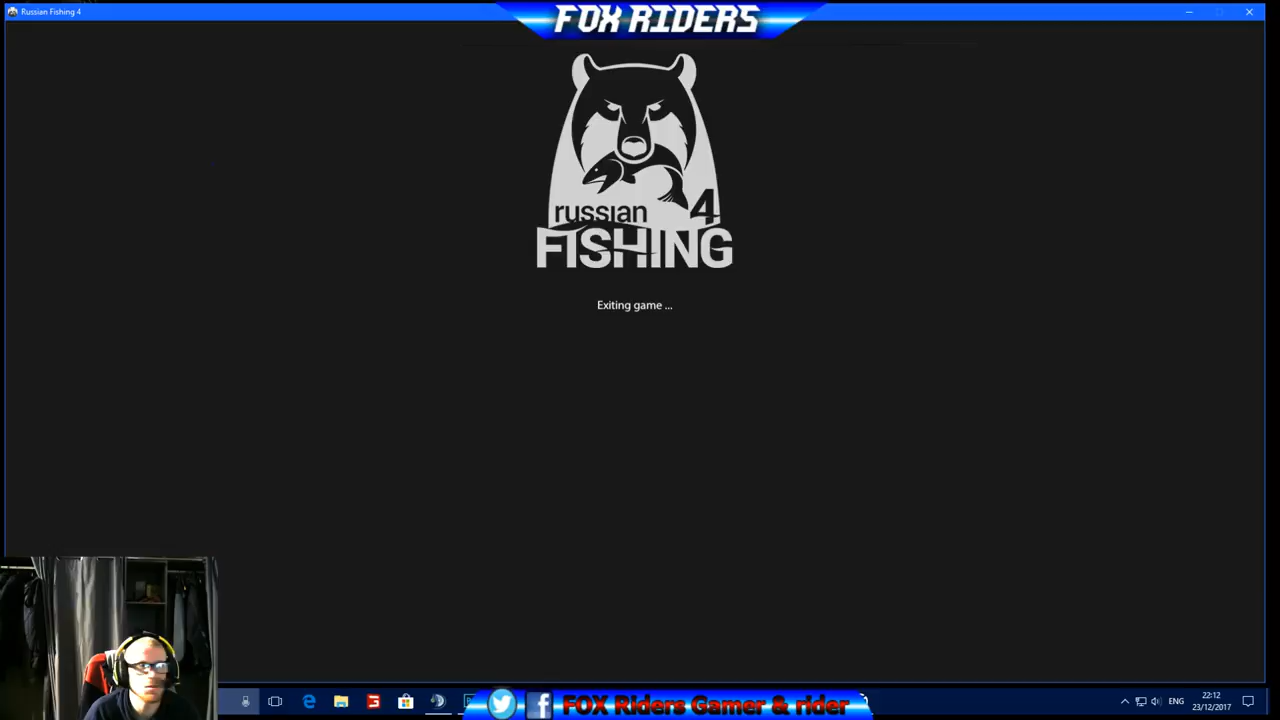 Russian Fishing 4
FOX RIDERS
russian 4
FISHING
Exiting game ...
FOX Riders Gamer & rider
ENG
22:12
23/12/2017